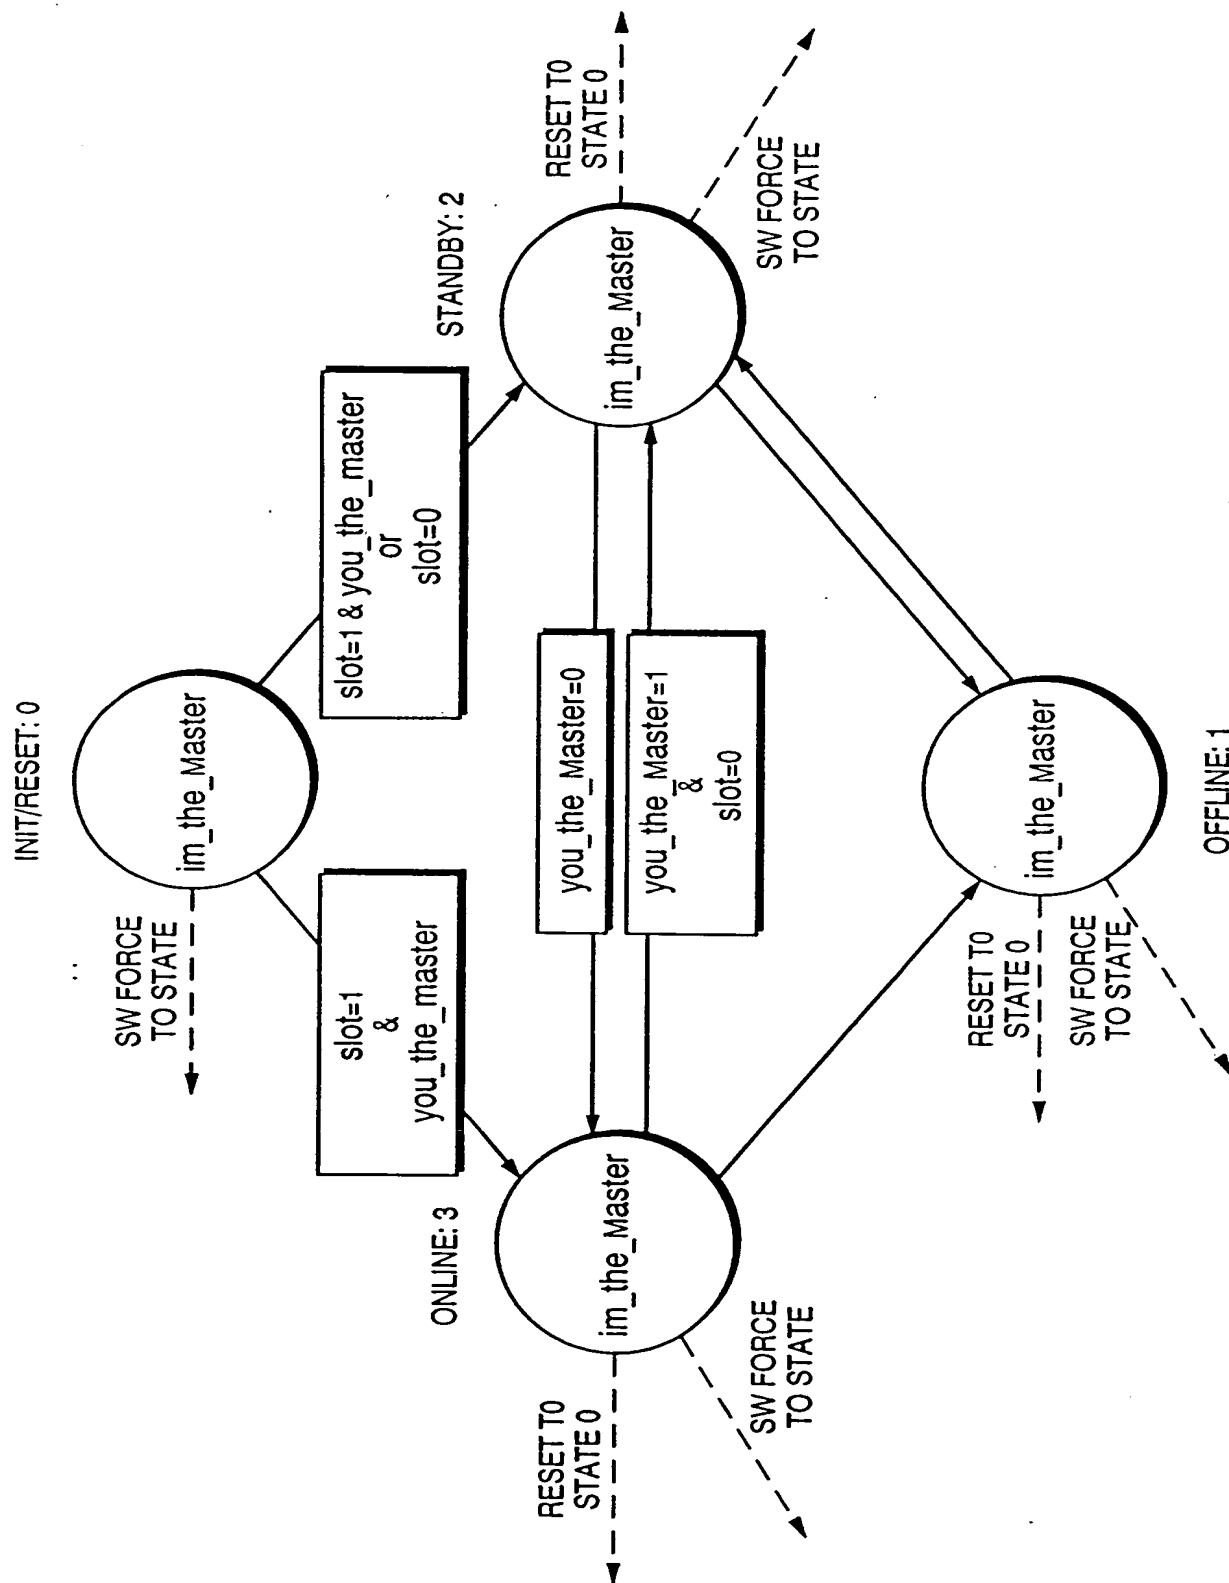 INIT/RESET: 0
im_the_Master
SW FORCE
TO STATE
slot=1
&
you_the_master
slot=1 & you_the_master
or
slot=0
ONLINE: 3
im_the_Master
RESET TO
STATE 0
SW FORCE
TO STATE
you_the_Master=0
you_the_Master=1
&
slot=0
STANDBY: 2
im_the_Master
RESET TO
STATE 0
SW FORCE
TO STATE
im_the_Master
OFFLINE: 1
RESET TO
STATE 0
SW FORCE
TO STATE